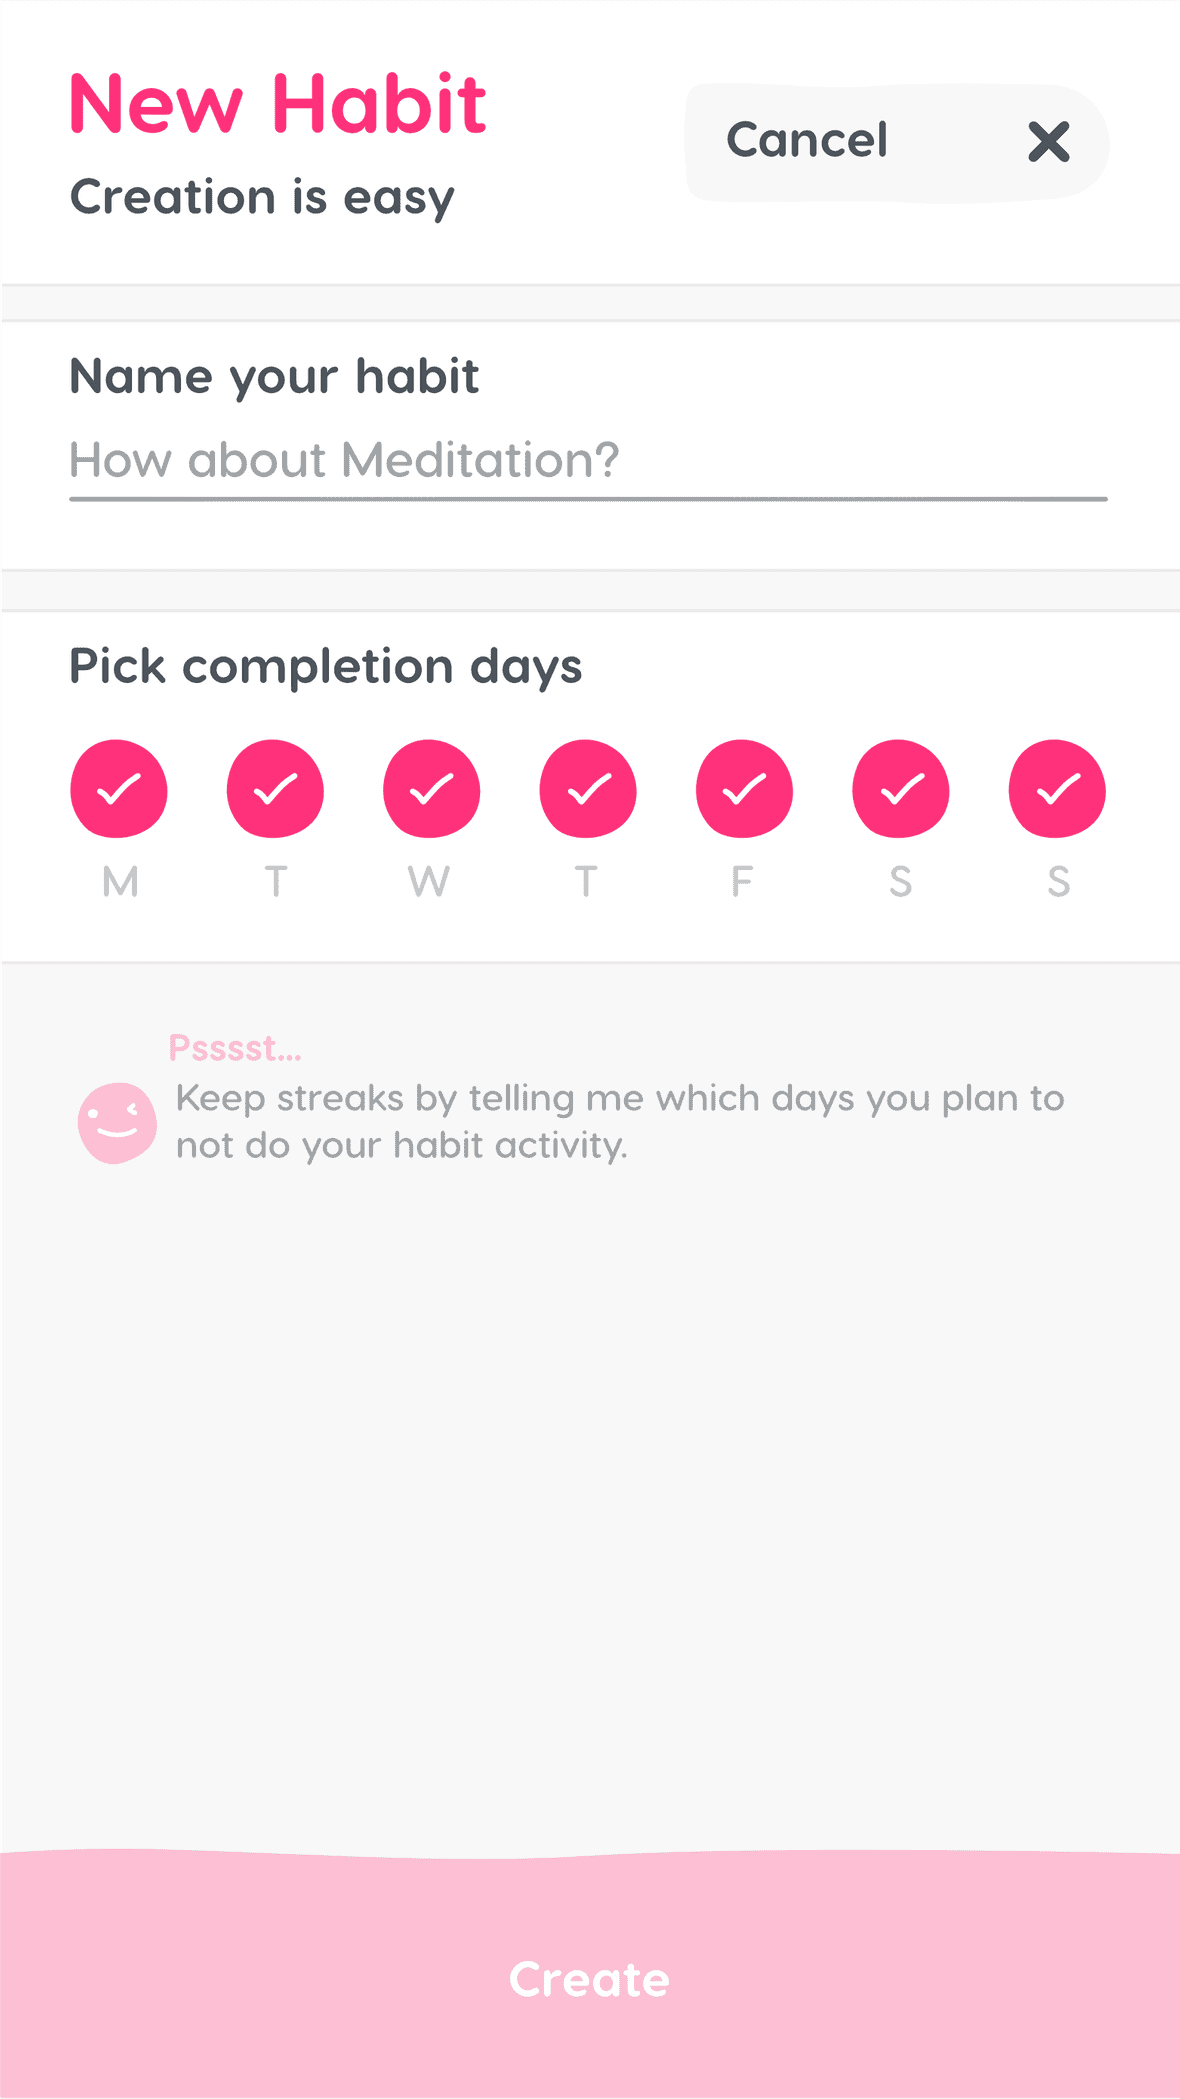 New Habit
Creation is easy
Cancel
Name your habit
How about Meditation?
Pick completion days
M T W T F S S
Psssst...
Keep streaks by telling me which days you plan to
not do your habit activity.
Create